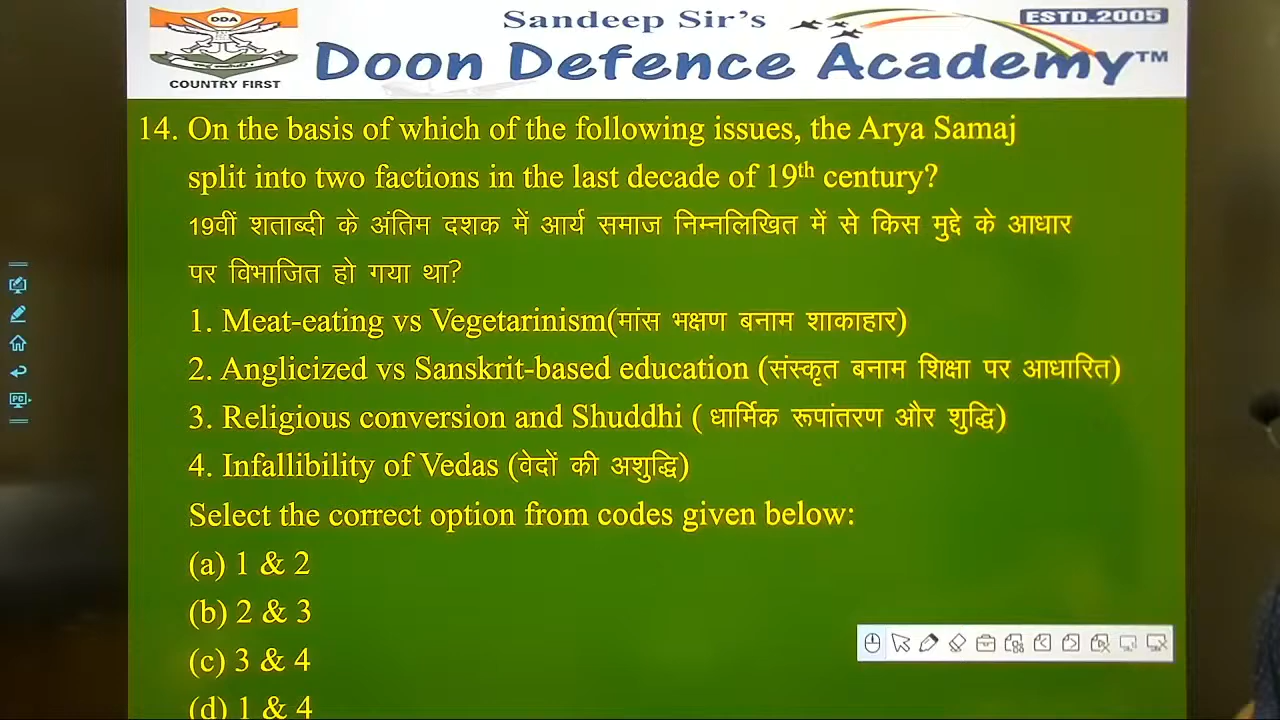 DDA
COUNTRY FIRST
Sandeep Sir's
ESTD.2005
Doon Defence Academy™
14. On the basis of which of the following issues, the Arya Samaj
split into two factions in the last decade of 19th century?
19वीं शताब्दी के अंतिम दशक में आर्य समाज निम्नलिखित में से किस मुद्दे के आधार
पर विभाजित हो गया था?
1. Meat-eating vs Vegetarinism(मांस भक्षण बनाम शाकाहार)
2. Anglicized vs Sanskrit-based education (संस्कृत बनाम शिक्षा पर आधारित)
3. Religious conversion and Shuddhi ( धार्मिक रूपांतरण और शुद्धि)
4. Infallibility of Vedas (वेदों की अशुद्धि)
Select the correct option from codes given below:
(a) 1 & 2
(b) 2 & 3
(c) 3 & 4
(d) 1 & 4